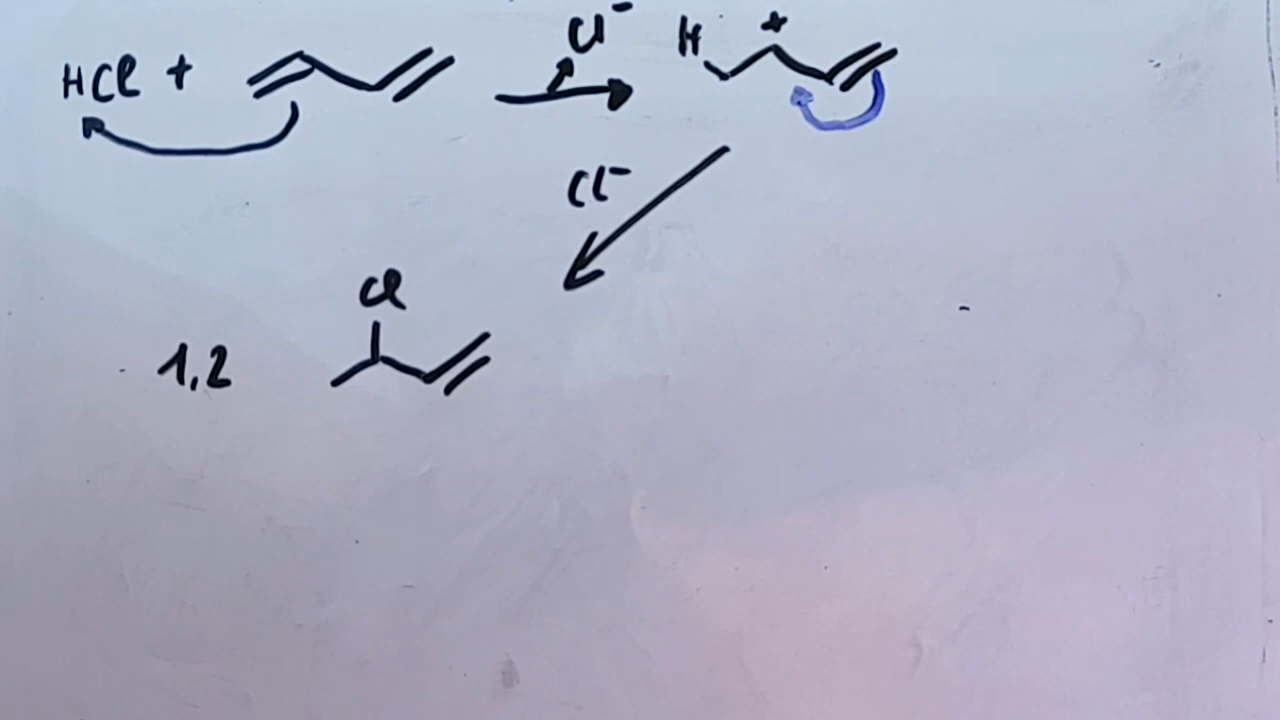 HCl + Cl⁻ H +
Cl⁻
Cl
1,2